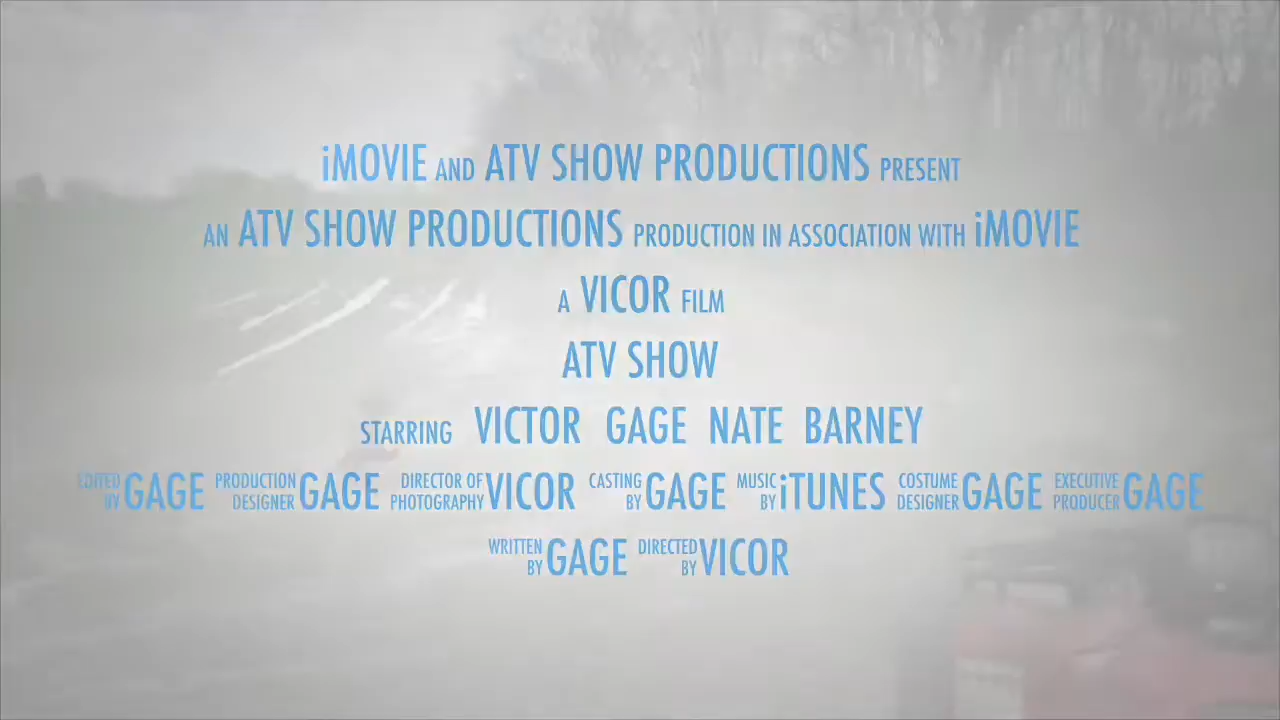 iMOVIE AND ATV SHOW PRODUCTIONS PRESENT
AN ATV SHOW PRODUCTIONS PRODUCTION IN ASSOCIATION WITH iMOVIE
A VICOR FILM
ATV SHOW
STARRING VICTOR GAGE NATE BARNEY
EDITED BY GAGE PRODUCTION DESIGNER GAGE DIRECTOR OF PHOTOGRAPHY VICOR CASTING BY GAGE MUSIC BY iTUNES COSTUME DESIGNER GAGE EXECUTIVE PRODUCER GAGE
WRITTEN BY GAGE DIRECTED BY VICOR